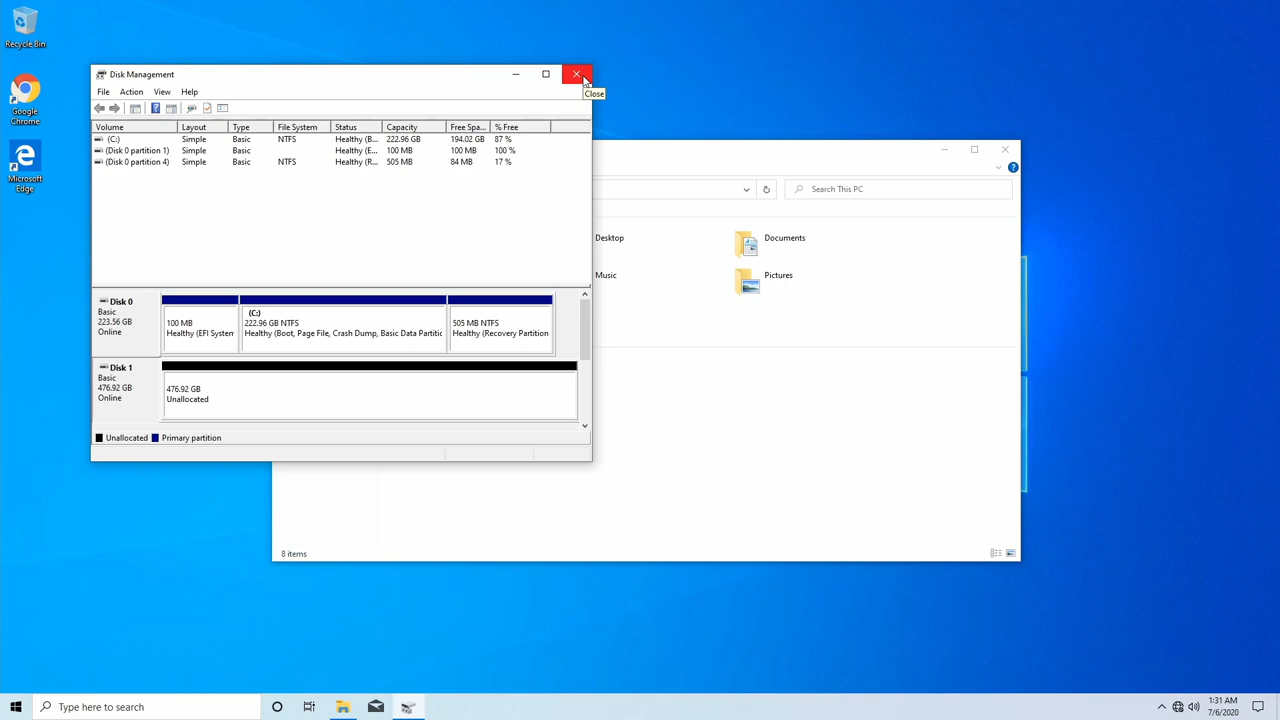 Recycle Bin
Google
Chrome
Microsoft
Edge
Disk Management
Close
File Action View Help
Volume Layout Type File System Status Capacity Free Spa... % Free
(C:) Simple Basic NTFS Healthy (B... 222.96 GB 194.02 GB 87 %
(Disk 0 partition 1) Simple Basic Healthy (E... 100 MB 100 MB 100 %
(Disk 0 partition 4) Simple Basic NTFS Healthy (R... 505 MB 84 MB 17 %
Disk 0
Basic
223.56 GB
Online
100 MB
Healthy (EFI System
(C:)
222.96 GB NTFS
Healthy (Boot, Page File, Crash Dump, Basic Data Partitic
505 MB NTFS
Healthy (Recovery Partition
Disk 1
Basic
476.92 GB
Online
476.92 GB
Unallocated
Unallocated Primary partition
Search This PC
Desktop
Documents
Music
Pictures
8 items
Type here to search
1:31 AM
7/6/2020